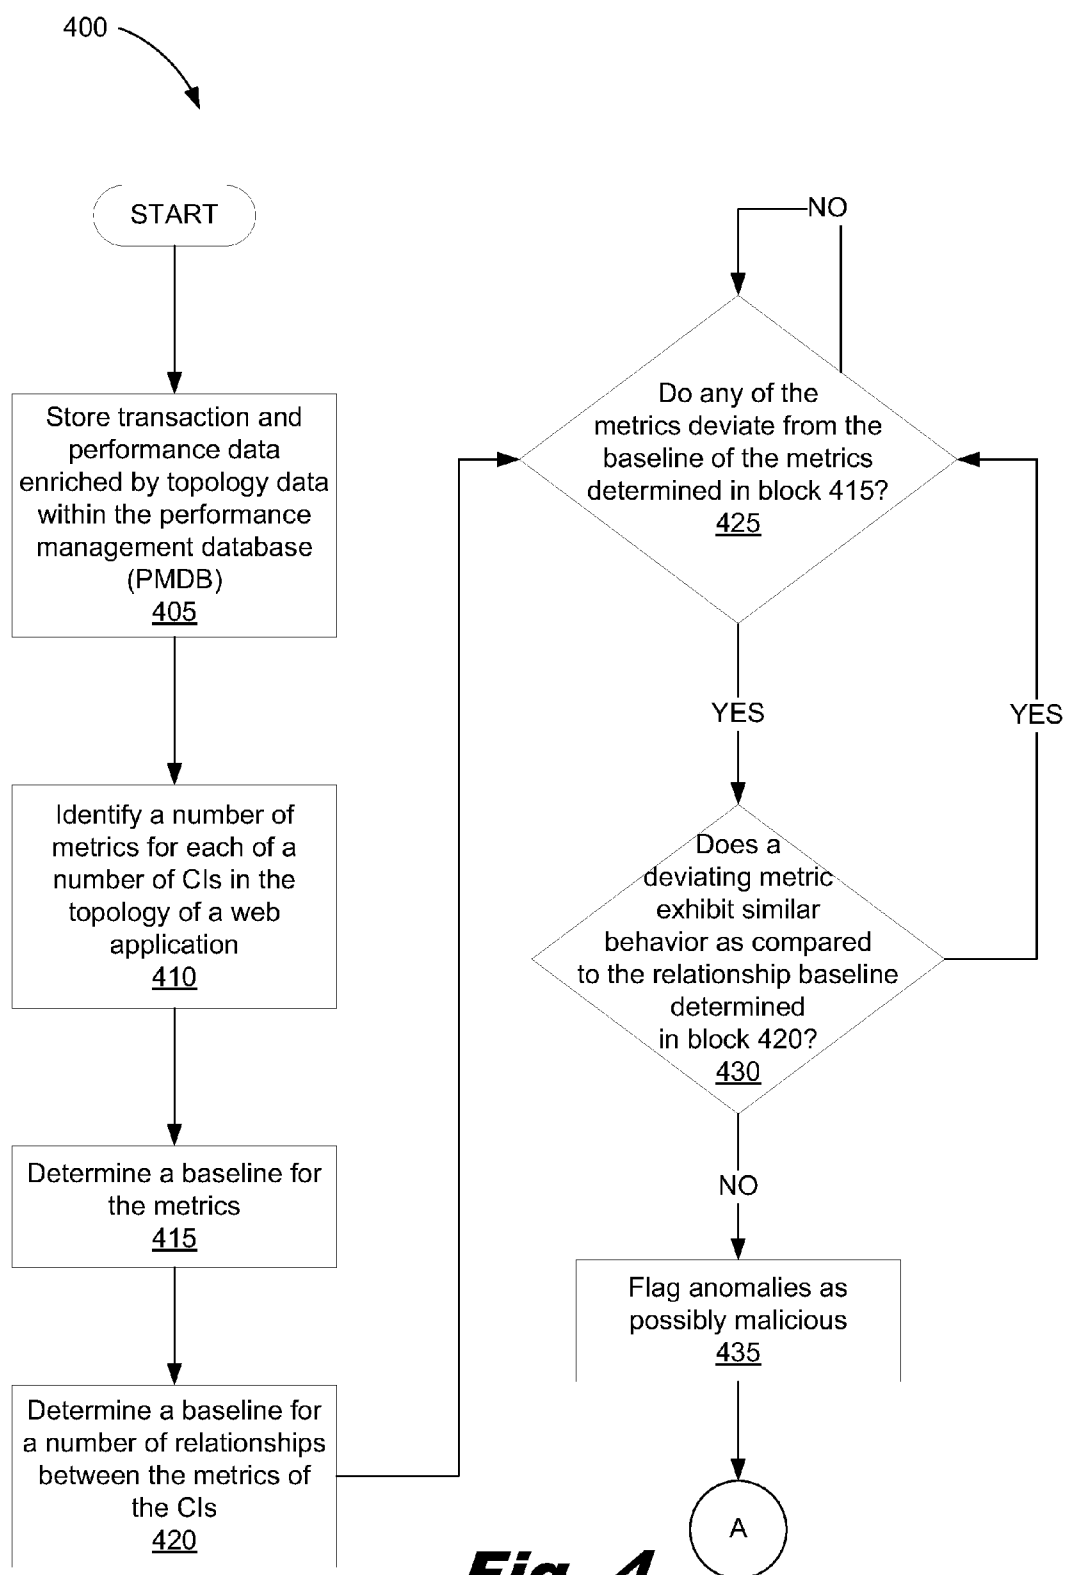 400
START
Store transaction and
performance data
enriched by topology data
within the performance
management database
(PMDB)
405
Identify a number of
metrics for each of a
number of CIs in the
topology of a web
application
410
Determine a baseline for
the metrics
415
Determine a baseline for
a number of relationships
between the metrics of
the CIs
420
NO
Do any of the
metrics deviate from the
baseline of the metrics
determined in block 415?
425
YES
YES
Does a
deviating metric
exhibit similar
behavior as compared
to the relationship baseline
determined
in block 420?
430
NO
Flag anomalies as
possibly malicious
435
A
Fig. 4